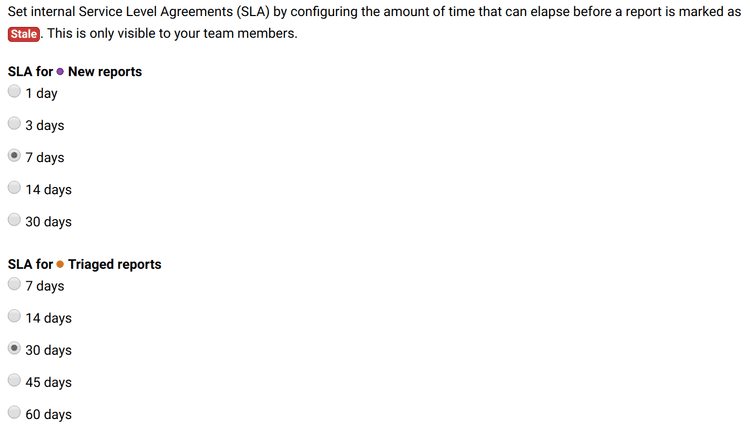 Set internal Service Level Agreements (SLA) by configuring the amount of time that can elapse before a report is marked as
Stale. This is only visible to your team members.
SLA for New reports
1 day
3 days
7 days
14 days
30 days
SLA for Triaged reports
7 days
14 days
30 days
45 days
60 days